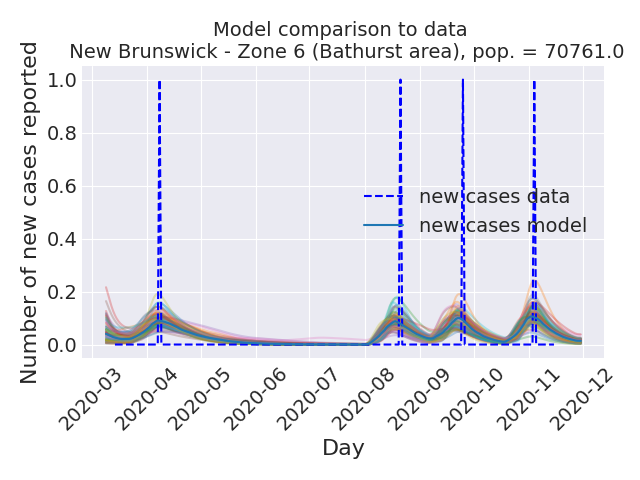 Model comparison to data
New Brunswick - Zone 6 (Bathurst area), pop. = 70761.0
Number of new cases reported
1.0
0.8
0.6
0.4
0.2
0.0
new cases data
new cases model
2020-03
2020-04
2020-05
2020-06
2020-07
2020-08
2020-09
2020-10
2020-11
2020-12
Day